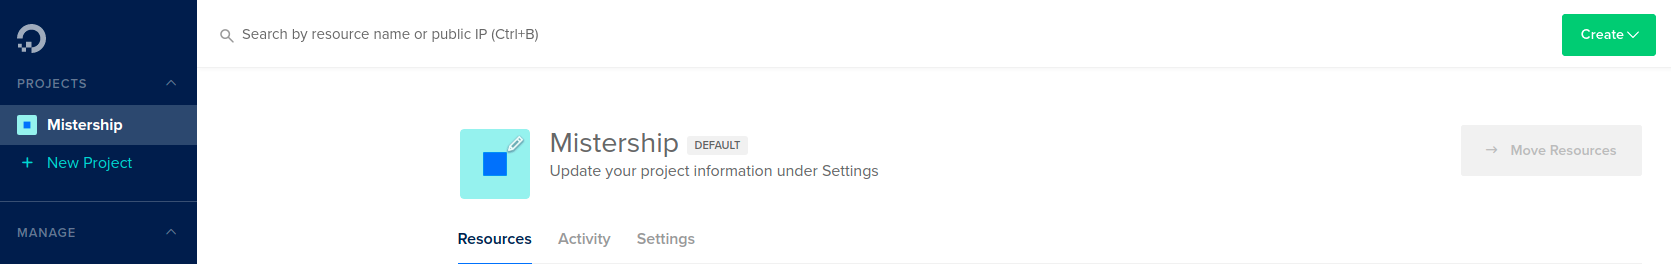 Search by resource name or public IP (Ctrl+B)
Create
PROJECTS
Mistership
New Project
MANAGE
Mistership DEFAULT
Update your project information under Settings
Move Resources
Resources Activity Settings